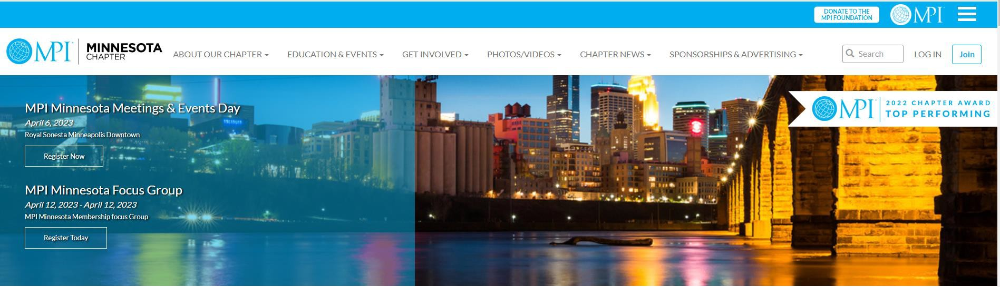 DONATE TO THE
MPI FOUNDATION
MPI
MPI
MINNESOTA
CHAPTER
ABOUT OUR CHAPTER
EDUCATION & EVENTS
GET INVOLVED
PHOTOS/VIDEOS
CHAPTER NEWS
SPONSORSHIPS & ADVERTISING
Search
LOG IN
Join
MPI Minnesota Meetings & Events Day
April 6, 2023
Royal Sonesta Minneapolis Downtown
Register Now
MPI Minnesota Focus Group
April 12, 2023 - April 12, 2023
MPI Minnesota Membership focus Group
Register Today
MPI
2022 CHAPTER AWARD
TOP PERFORMING